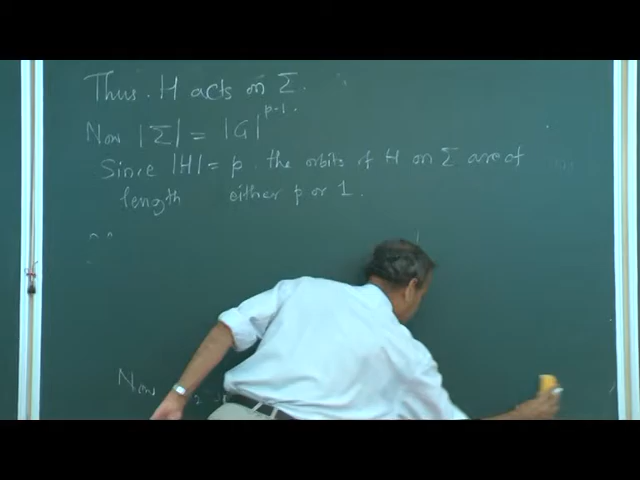 Thus. H acts on Σ.
Now |Σ| = |G|^{p-1}.
Since |H| = p. the orbits of H on Σ are of
length either p or 1.
Now